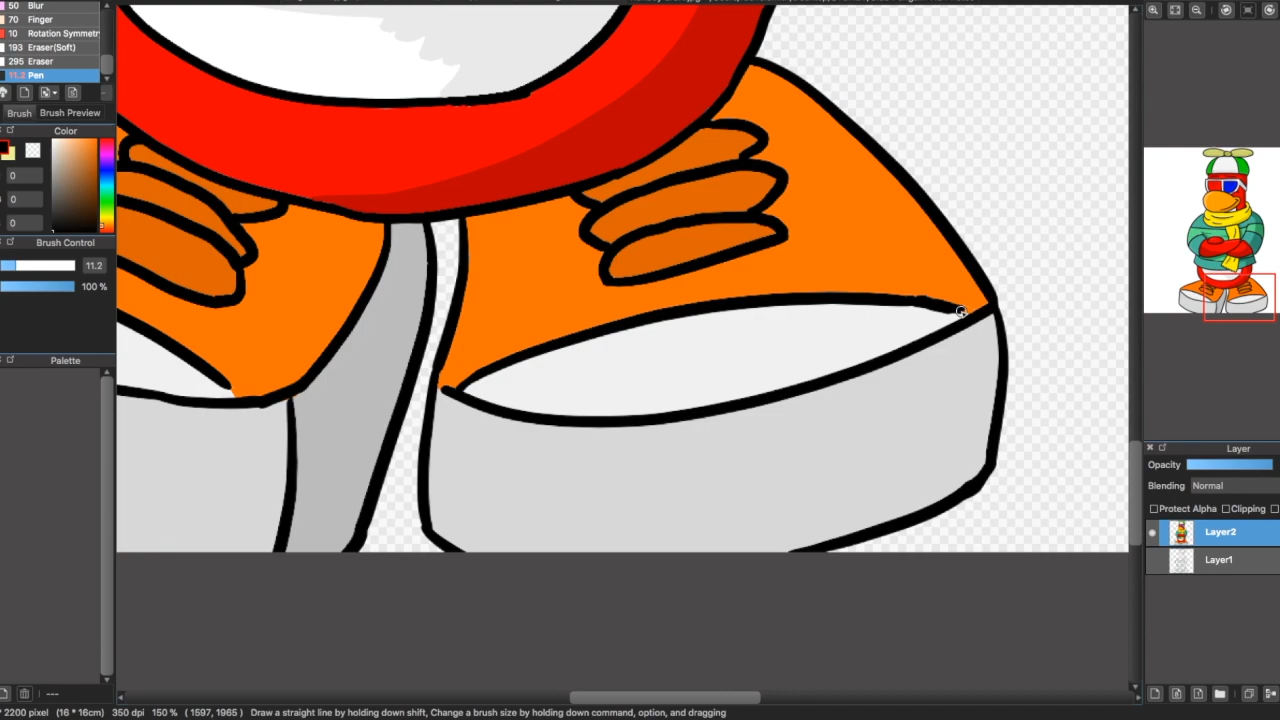 50 Blur
70 Finger
10 Rotation Symmetry
193 Eraser(Soft)
295 Eraser
11.2 Pen
Brush Brush Preview
Color
0
0
0
Brush Control
11.2
100 %
Palette
---
Layer
Opacity
Blending Normal
Protect Alpha Clipping
Layer2
Layer1
* 2200 pixel (16 * 16cm) 350 dpi 150 % ( 1597, 1965 ) Draw a straight line by holding down shift, Change a brush size by holding down command, option, and dragging